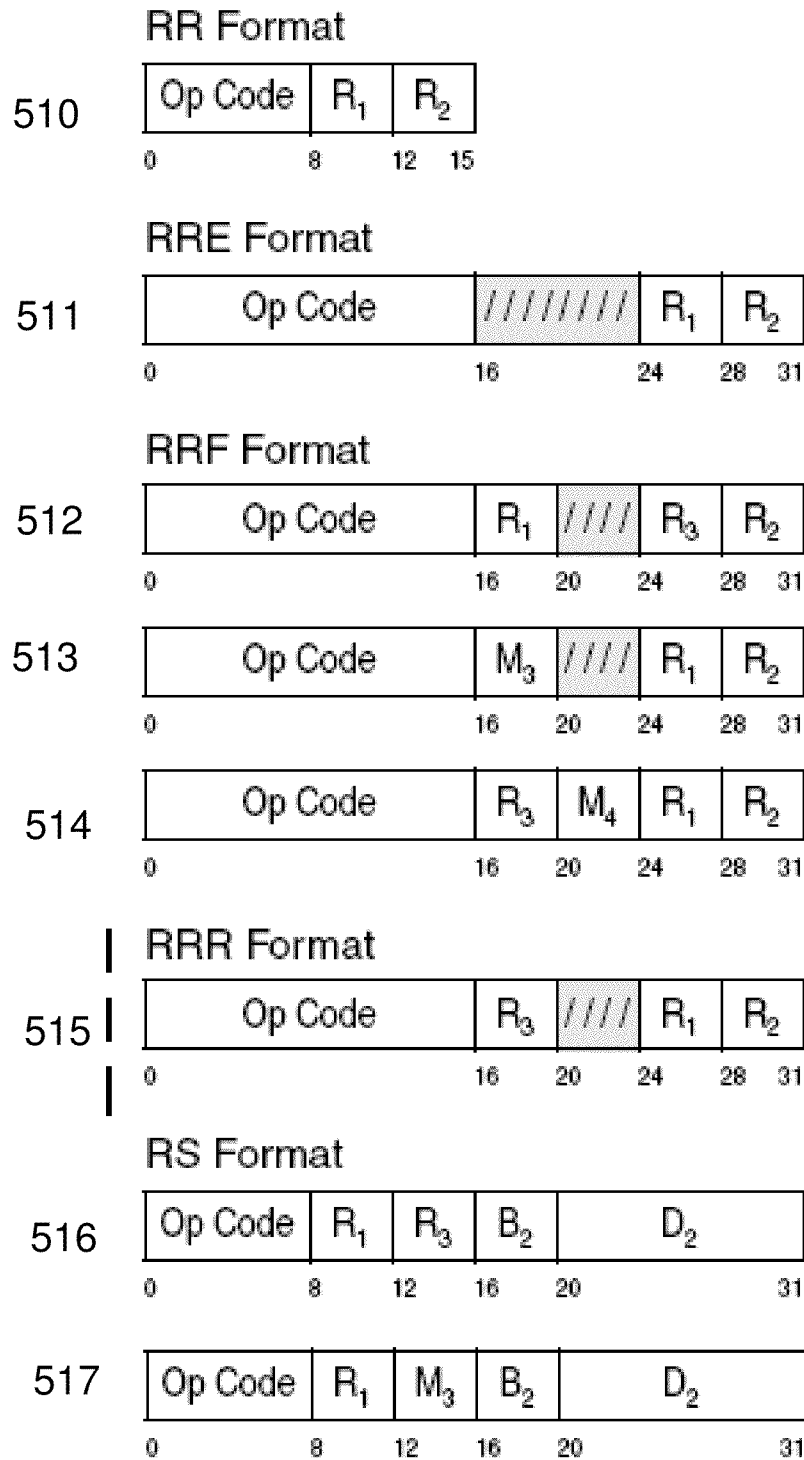 RR Format
510 Op Code R₁ R₂
0 8 12 15
RRE Format
511 Op Code //////// R₁ R₂
0 16 24 28 31
RRF Format
512 Op Code R₁ //// R₃ R₂
0 16 20 24 28 31
513 Op Code M₃ //// R₁ R₂
0 16 20 24 28 31
514 Op Code R₃ M₄ R₁ R₂
0 16 20 24 28 31
RRR Format
515 Op Code R₃ //// R₁ R₂
0 16 20 24 28 31
RS Format
516 Op Code R₁ R₃ B₂ D₂
0 8 12 16 20 31
517 Op Code R₁ M₃ B₂ D₂
0 8 12 16 20 31